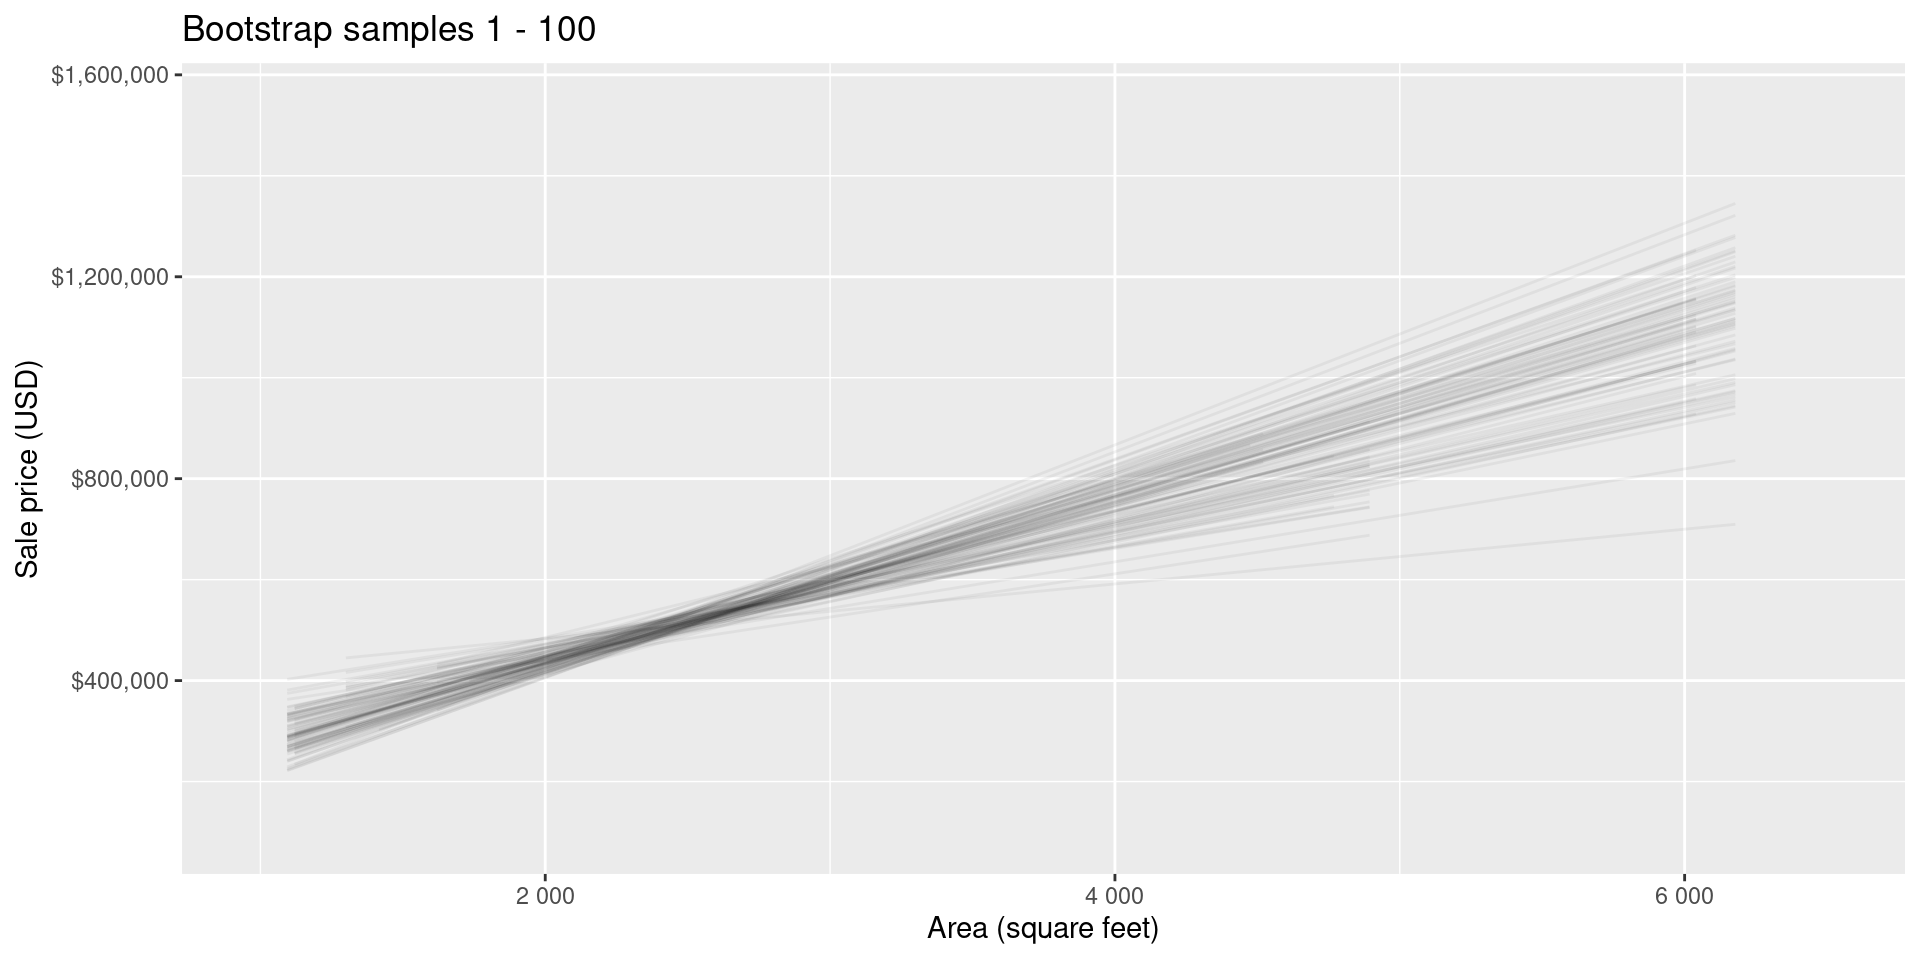 Bootstrap samples 1 - 100
$1,600,000
$1,200,000
$800,000
$400,000
Sale price (USD)
2 000
4 000
6 000
Area (square feet)